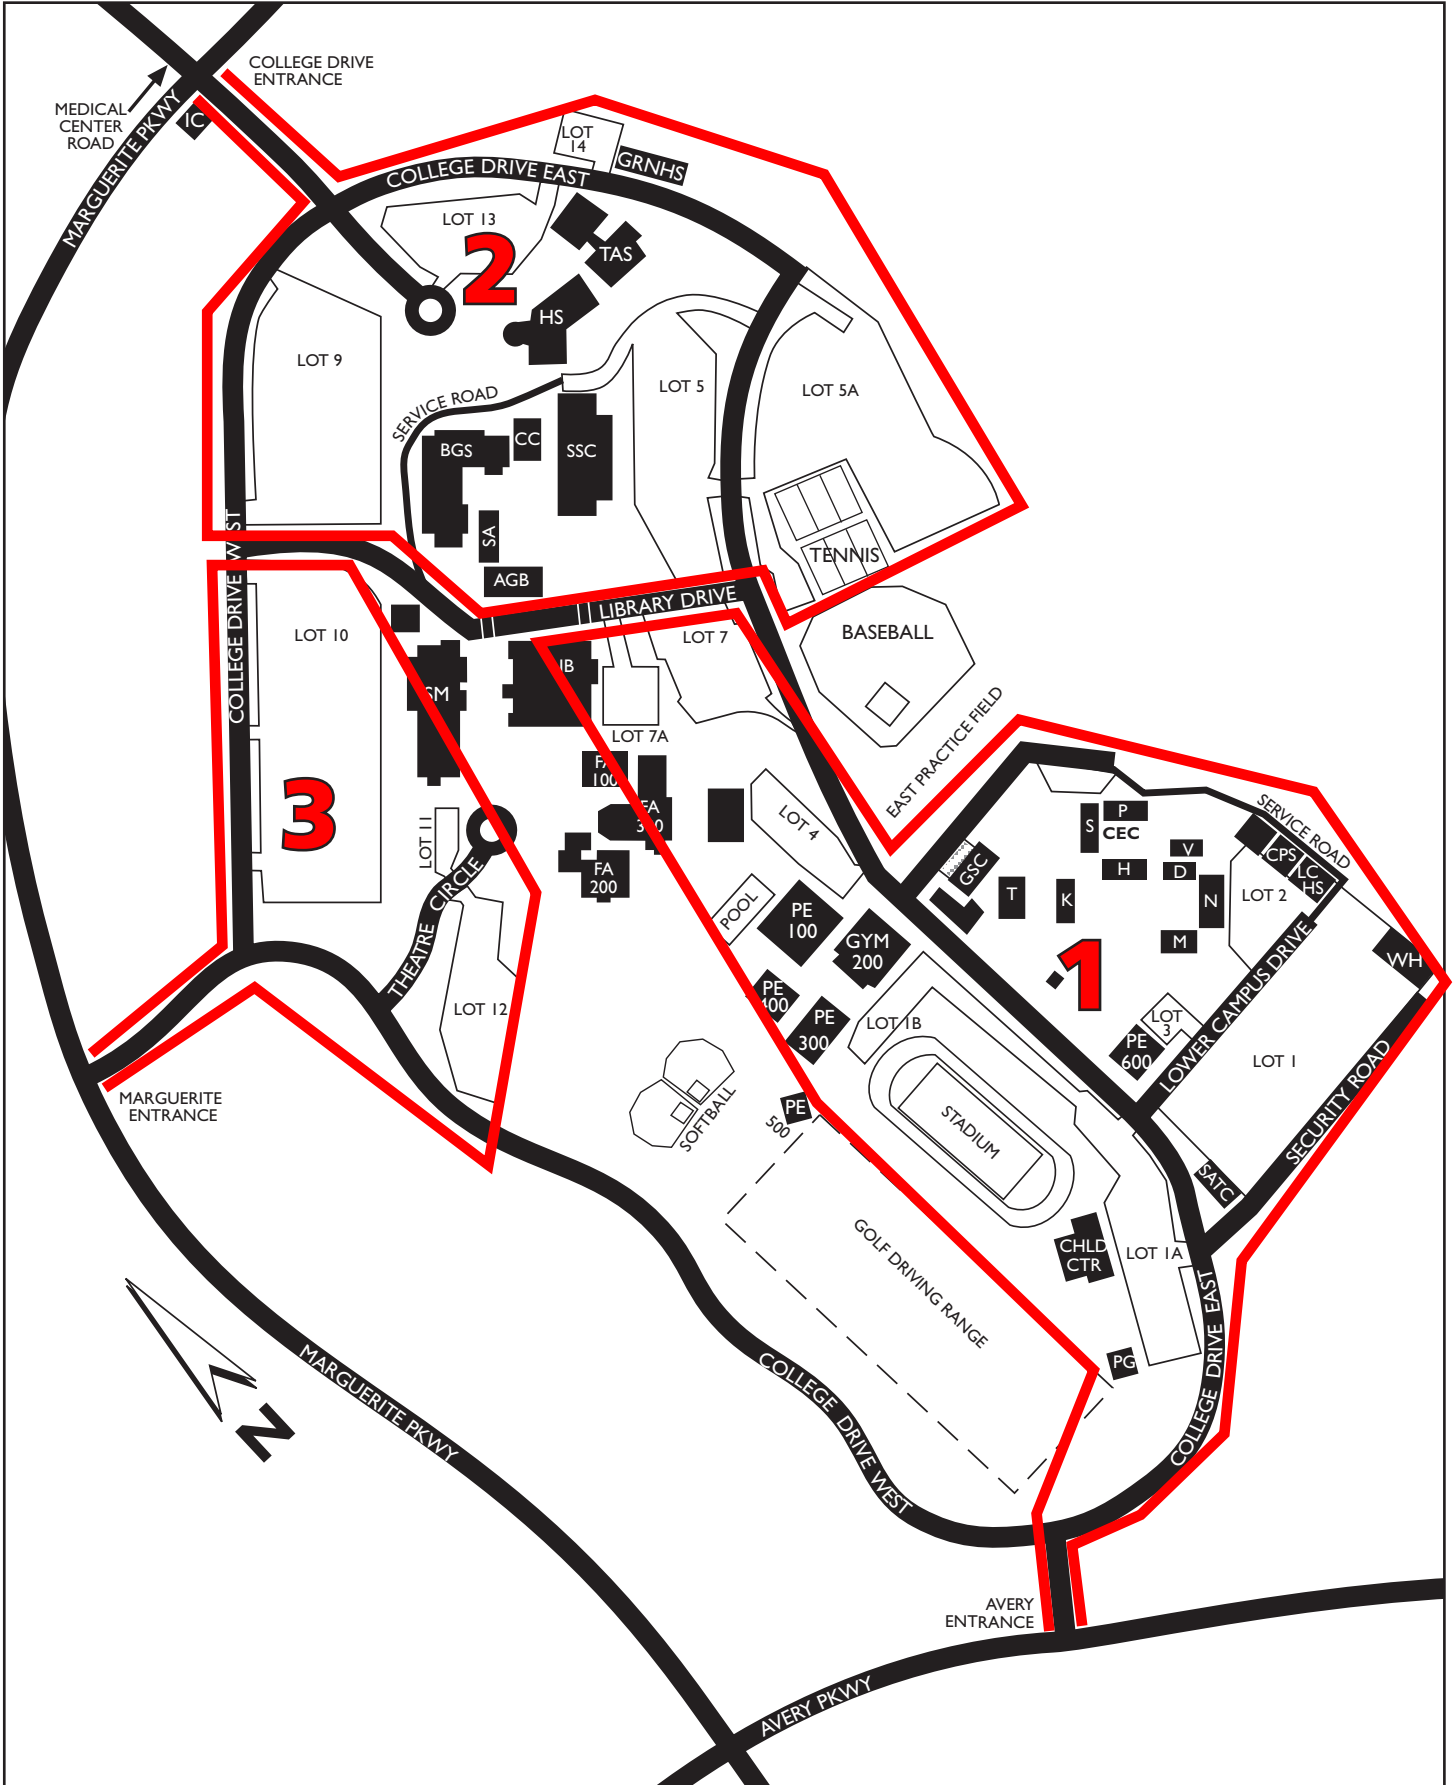 COLLEGE DRIVE
ENTRANCE
MEDICAL
CENTER
ROAD
MARGUERITE PKWY
IC
LOT
14
GRNHS
COLLEGE DRIVE EAST
LOT 13
2
TAS
HS
LOT 9
LOT 5
LOT 5A
SERVICE ROAD
BGS
CC
SSC
SA
TENNIS
AGB
LIBRARY DRIVE
COLLEGE DRIVE WEST
LOT 10
LOT 7
BASEBALL
SM
LOT 7A
EAST PRACTICE FIELD
FA
100
3
LOT 11
FA
300
LOT 4
FA
200
THEATRE CIRCLE
LOT 12
POOL
PE
100
GYM
200
PE
400
PE
300
LOT 1B
GSC
T
S
P
CEC
H
K
V
D
N
M
SERVICE ROAD
CPS
LC
HS
LOT 2
WH
1
LOT
3
PE
600
LOWER CAMPUS DRIVE
LOT 1
SECURITY ROAD
MARGUERITE
ENTRANCE
SOFTBALL
PE
500
STADIUM
SATC
GOLF DRIVING RANGE
CHLD
CTR
LOT 1A
PG
COLLEGE DRIVE EAST
N
MARGUERITE PKWY
COLLEGE DRIVE WEST
AVERY
ENTRANCE
AVERY PKWY